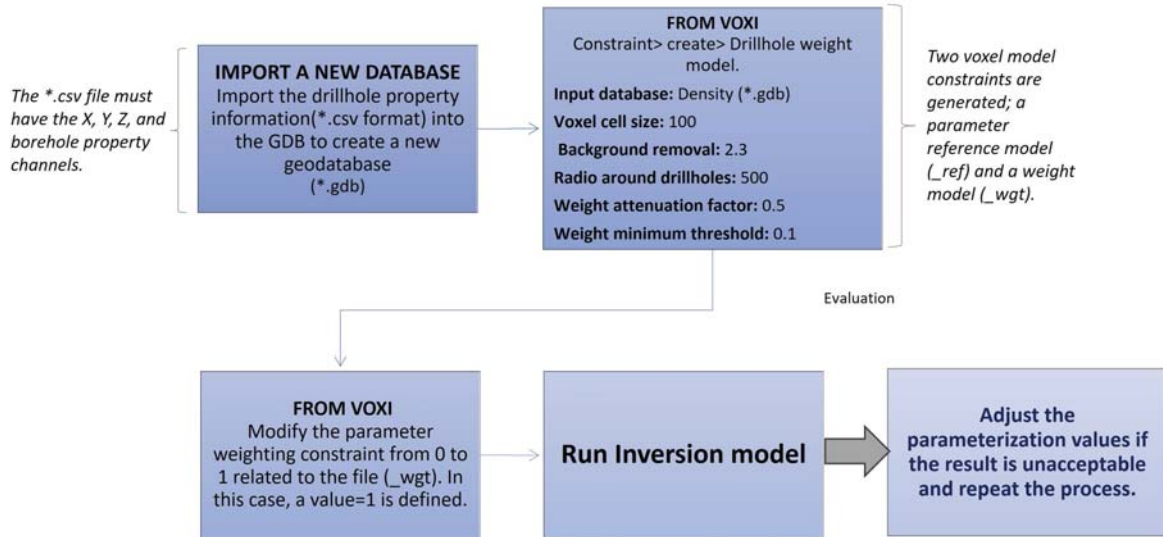 The *.csv file must
have the X, Y, Z, and
borehole property
channels.
IMPORT A NEW DATABASE
Import the drillhole property
information(*.csv format) into
the GDB to create a new
geodatabase
(*.gdb)
FROM VOXI
Constraint> create> Drillhole weight
model.
Input database: Density (*.gdb)
Voxel cell size: 100
Background removal: 2.3
Radio around drillholes: 500
Weight attenuation factor: 0.5
Weight minimum threshold: 0.1
Two voxel model
constraints are
generated; a
parameter
reference model
(_ref) and a weight
model (_wgt).
Evaluation
FROM VOXI
Modify the parameter
weighting constraint from 0 to
1 related to the file (_wgt). In
this case, a value=1 is defined.
Run Inversion model
Adjust the
parameterization values if
the result is unacceptable
and repeat the process.